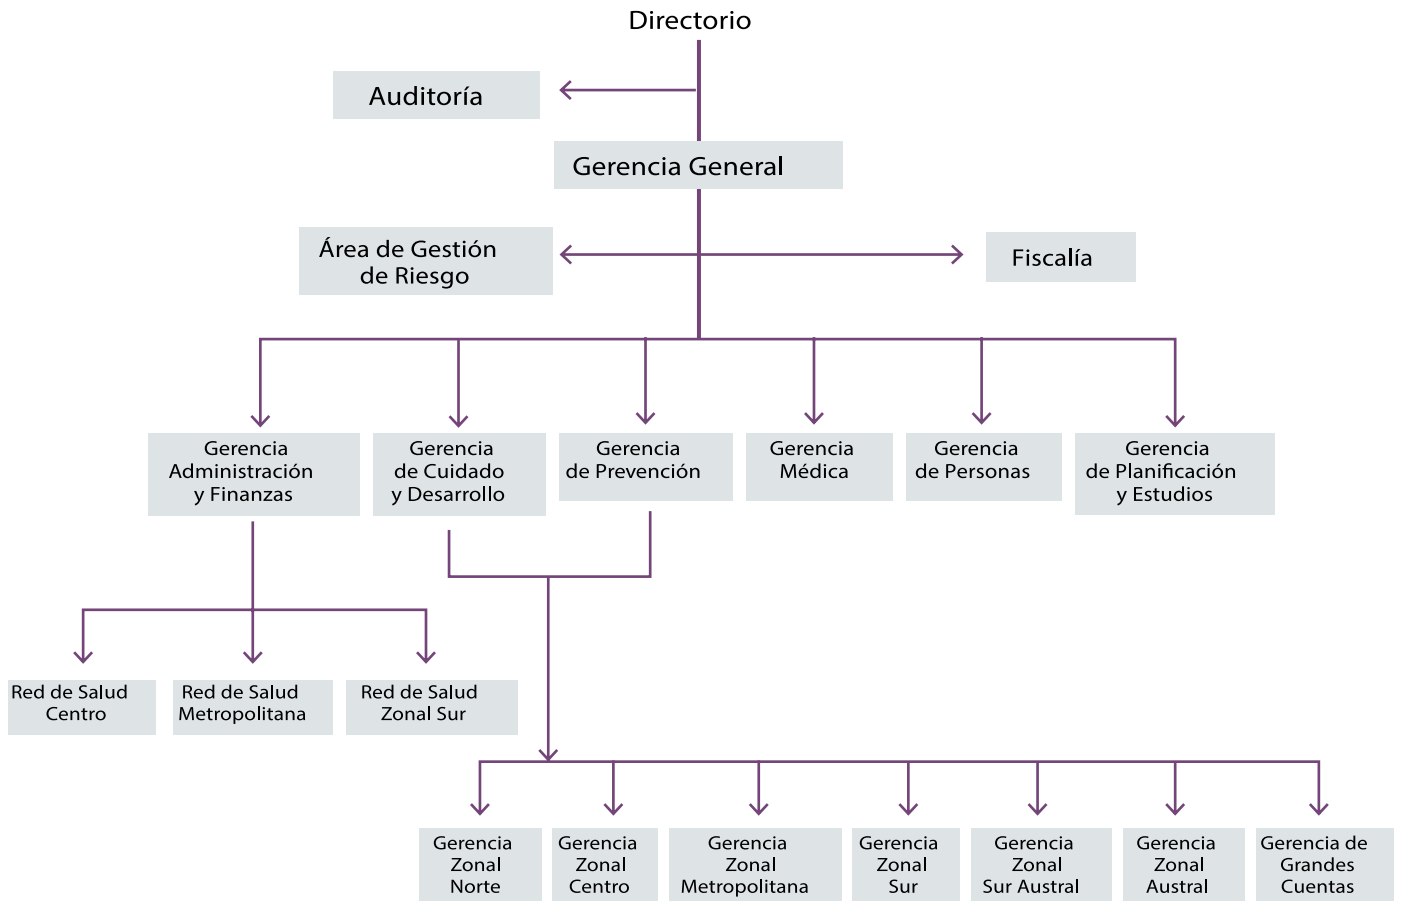 Directorio
Auditoría
Gerencia General
Área de Gestión
de Riesgo
Fiscalía
Gerencia
Administración
y Finanzas
Gerencia
de Cuidado
y Desarrollo
Gerencia
de Prevención
Gerencia
Médica
Gerencia
de Personas
Gerencia
de Planificación
y Estudios
Red de Salud
Centro
Red de Salud
Metropolitana
Red de Salud
Zonal Sur
Gerencia
Zonal
Norte
Gerencia
Zonal
Centro
Gerencia
Zonal
Metropolitana
Gerencia
Zonal
Sur
Gerencia
Zonal
Sur Austral
Gerencia
Zonal
Austral
Gerencia de
Grandes
Cuentas